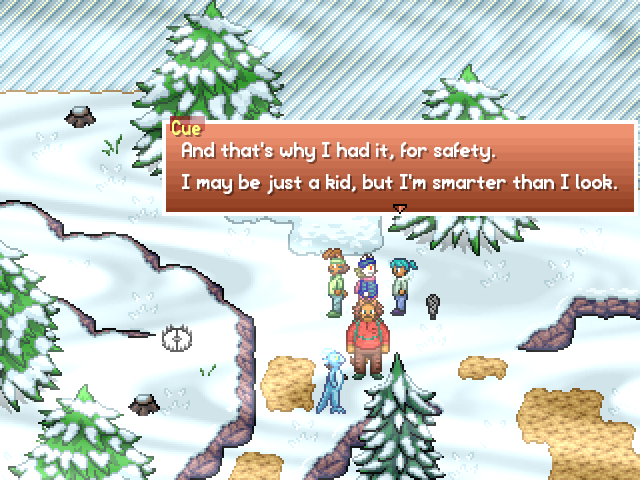 Cue
And that's why I had it, for safety.
I may be just a kid, but I'm smarter than I look.